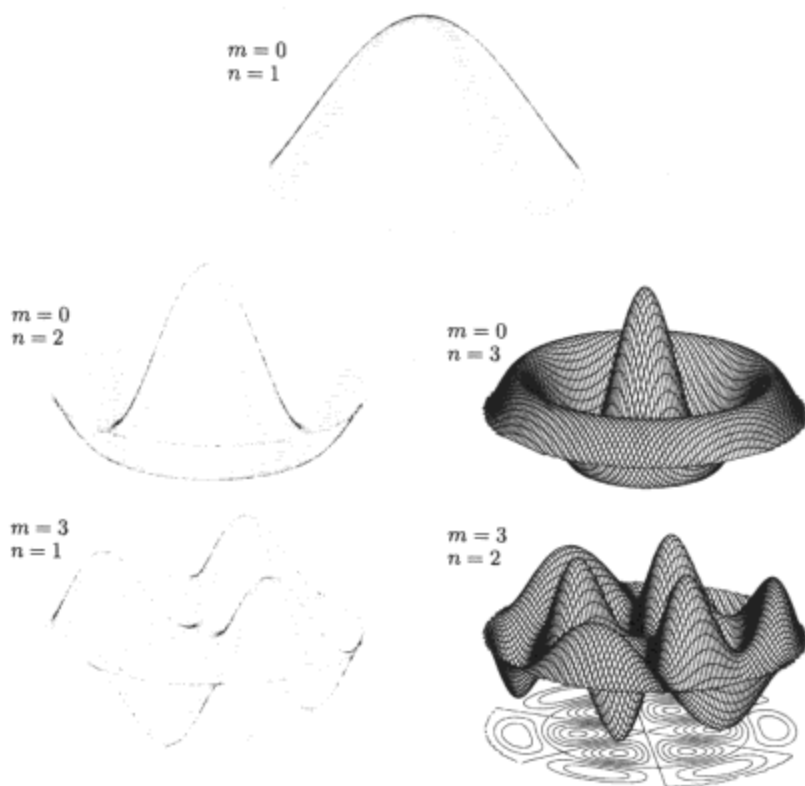 m = 0
n = 1
m = 0
n = 2
m = 0
n = 3
m = 3
n = 1
m = 3
n = 2